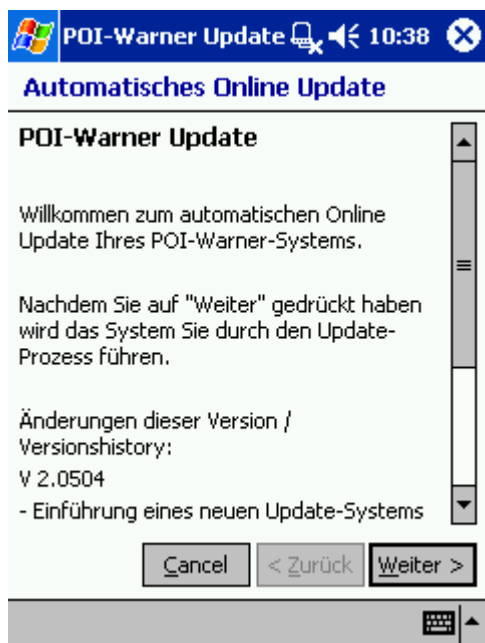 POI-Warner Update 10:38
Automatisches Online Update
POI-Warner Update
Willkommen zum automatischen Online
Update Ihres POI-Warner-Systems.
Nachdem Sie auf "Weiter" gedrückt haben
wird das System Sie durch den Update-
Prozess führen.
Änderungen dieser Version /
Versionshistory:
V 2.0504
- Einführung eines neuen Update-Systems
Cancel < Zurück Weiter >